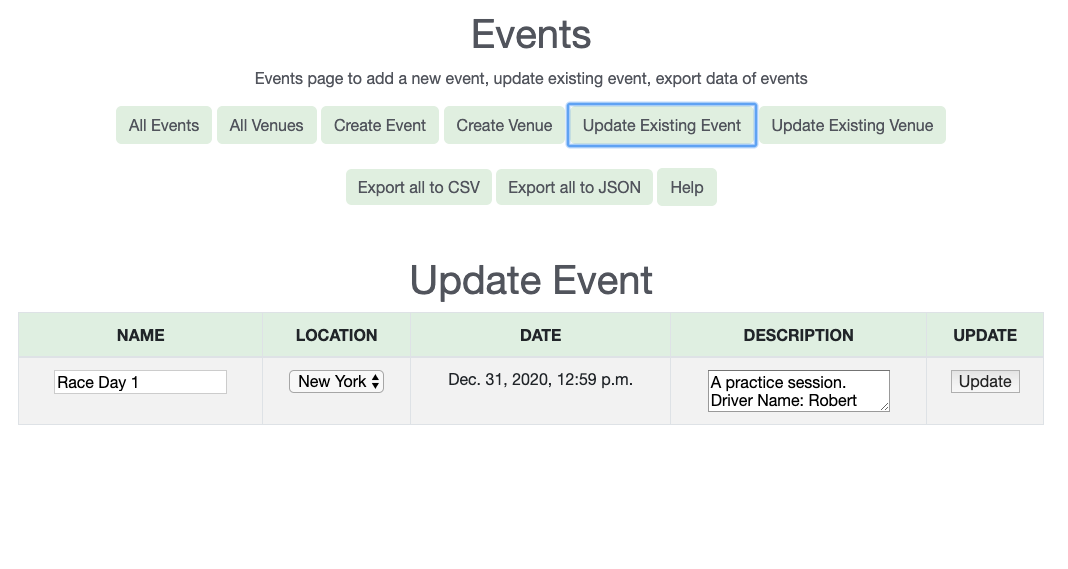 Events
Events page to add a new event, update existing event, export data of events
All Events All Venues Create Event Create Venue Update Existing Event Update Existing Venue
Export all to CSV Export all to JSON Help
Update Event
NAME LOCATION DATE DESCRIPTION UPDATE
Race Day 1 New York Dec. 31, 2020, 12:59 p.m. A practice session. Update
Driver Name: Robert